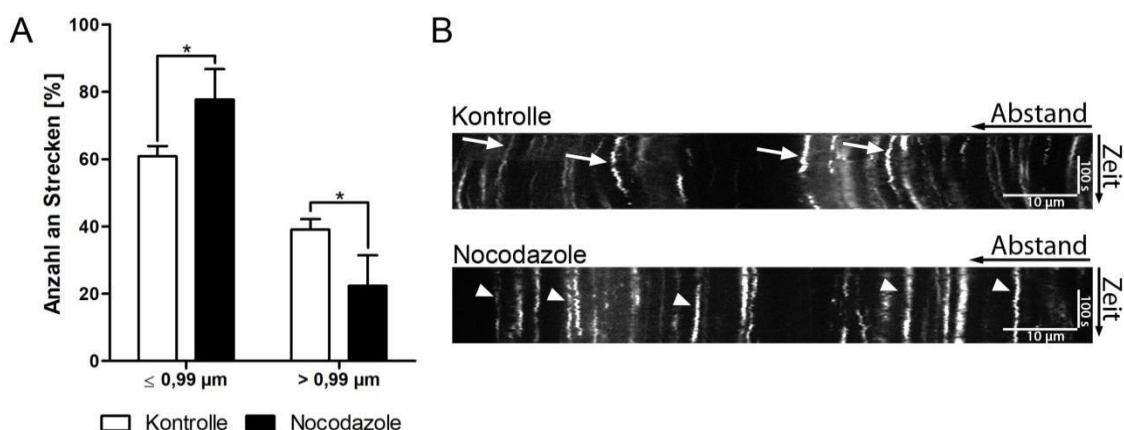 A
Anzahl an Strecken [%]
100
80
60
40
20
0
*
*
≤ 0,99 µm
> 0,99 µm
Kontrolle
Nocodazole
B
Kontrolle
Abstand
Zeit
100 s
10 µm
Nocodazole
Abstand
Zeit
100 s
10 µm